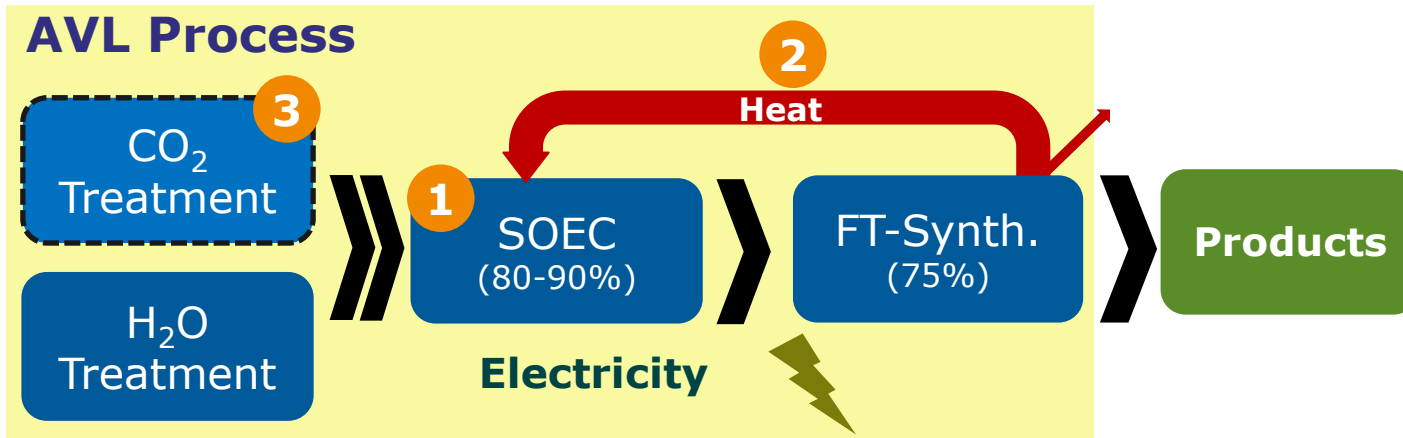 AVL Process
3
CO₂
Treatment
H₂O
Treatment
1
SOEC
(80-90%)
2
Heat
FT-Synth.
(75%)
Electricity
Products